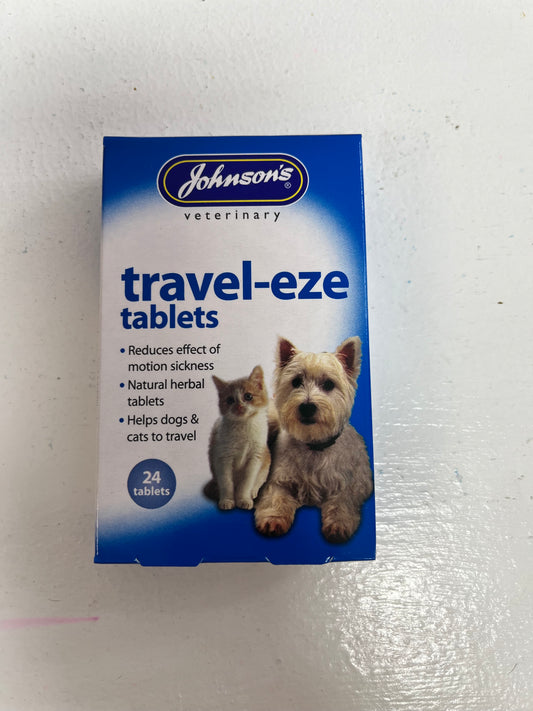 Johnson's ®
veterinary
travel-eze
tablets
• Reduces effect of
motion sickness
• Natural herbal
tablets
• Helps dogs &
cats to travel
24
tablets